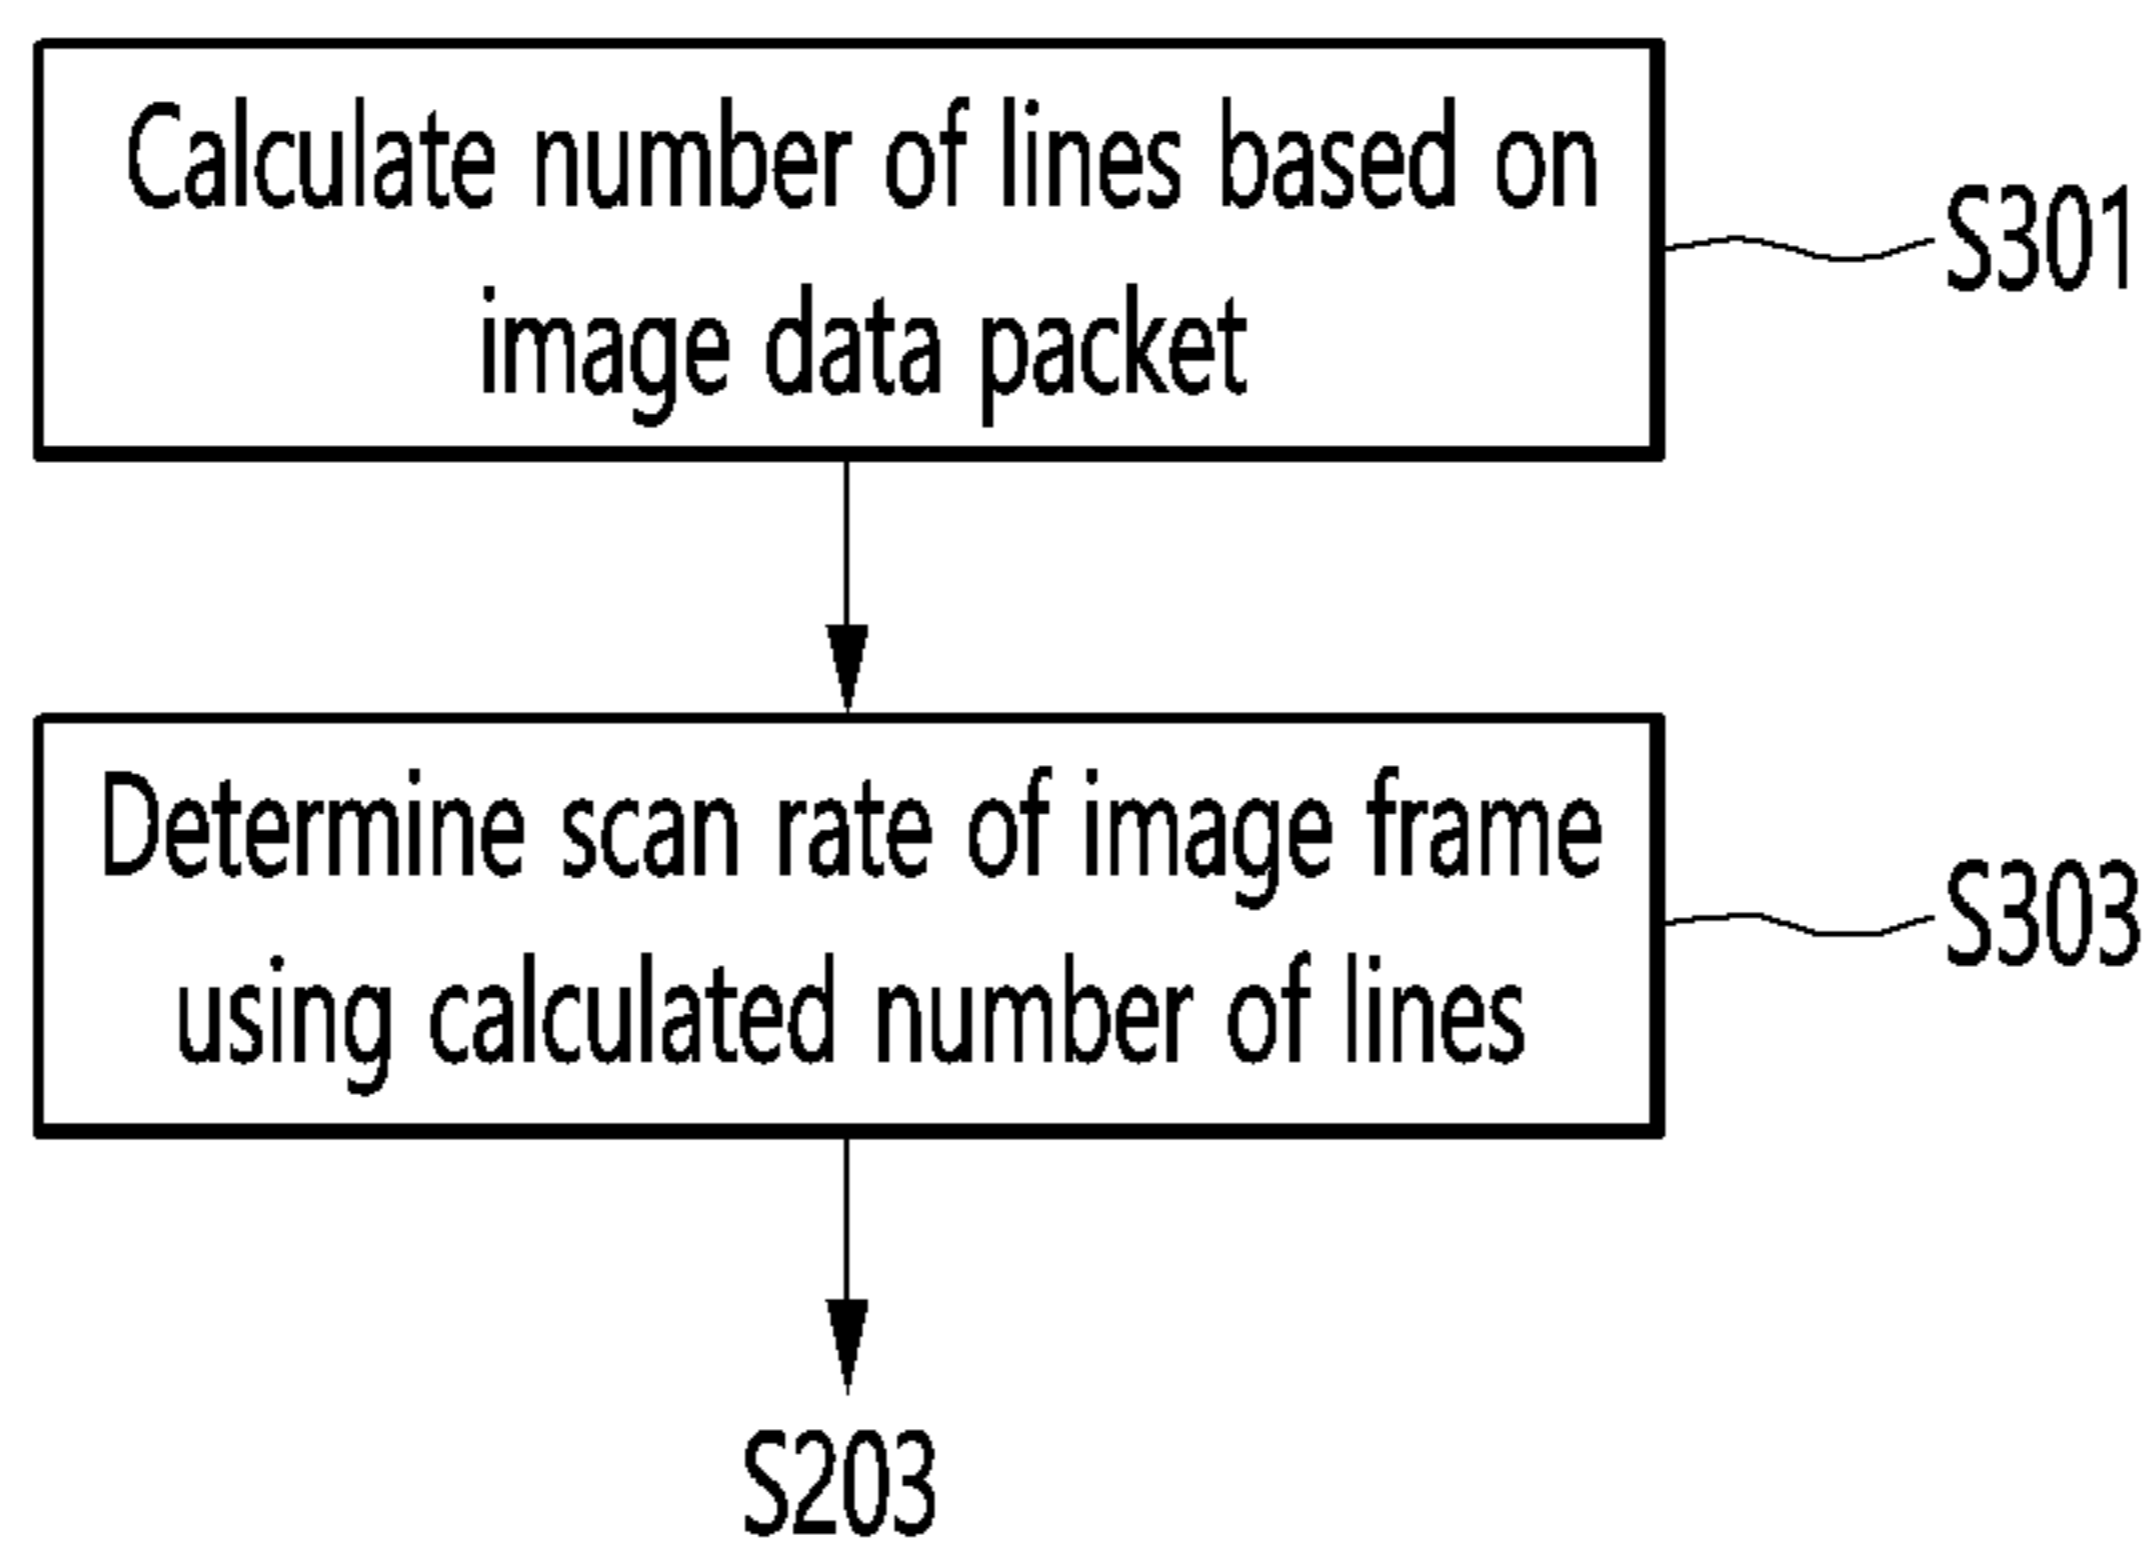 Calculate number of lines based on
image data packet
S301
Determine scan rate of image frame
using calculated number of lines
S303
S203